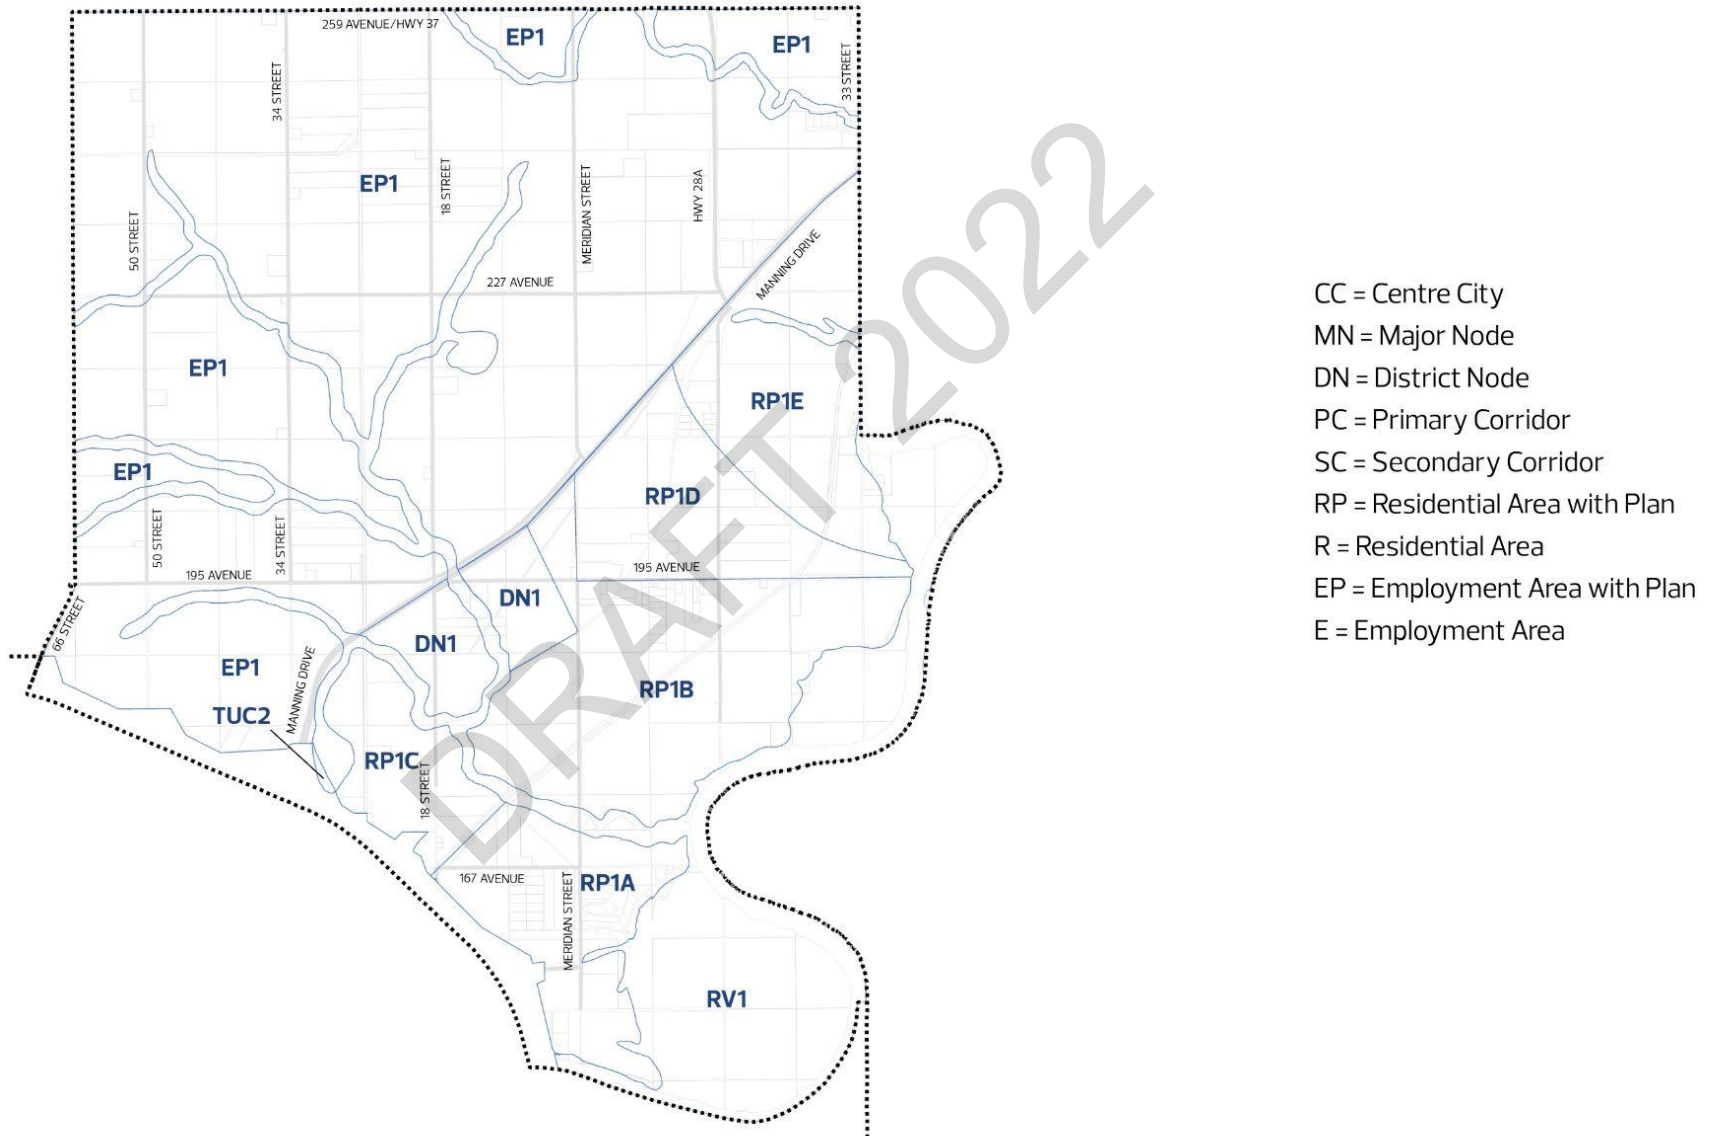 259 AVENUE/HWY 37
EP1
EP1
34 STREET
33 STREET
EP1
18 STREET
MERIDIAN STREET
HWY 28A
50 STREET
MANNING DRIVE
227 AVENUE
EP1
RP1E
EP1
RP1D
50 STREET
34 STREET
195 AVENUE
195 AVENUE
DN1
66 STREET
DN1
EP1
MANNING DRIVE
RP1B
TUC2
RP1C
18 STREET
167 AVENUE
RP1A
MERIDIAN STREET
RV1
DRAFT 2022
CC = Centre City
MN = Major Node
DN = District Node
PC = Primary Corridor
SC = Secondary Corridor
RP = Residential Area with Plan
R = Residential Area
EP = Employment Area with Plan
E = Employment Area